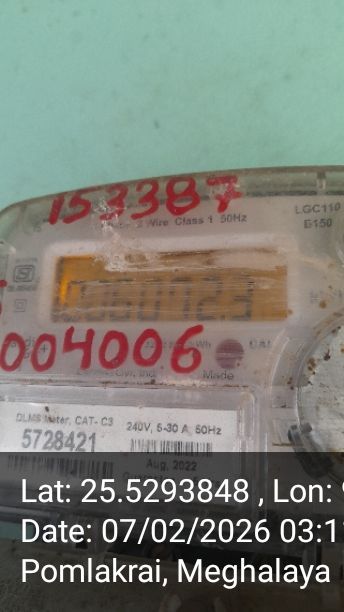 153387
2 Wire Class 1 50Hz
LGC110
B150
004006
Made
DLMS Meter, CAT- C3
240V, 5-30 A, 50Hz
5728421
Aug, 2022
Lat: 25.5293848 , Lon:
Date: 07/02/2026 03:1
Pomlakrai, Meghalaya